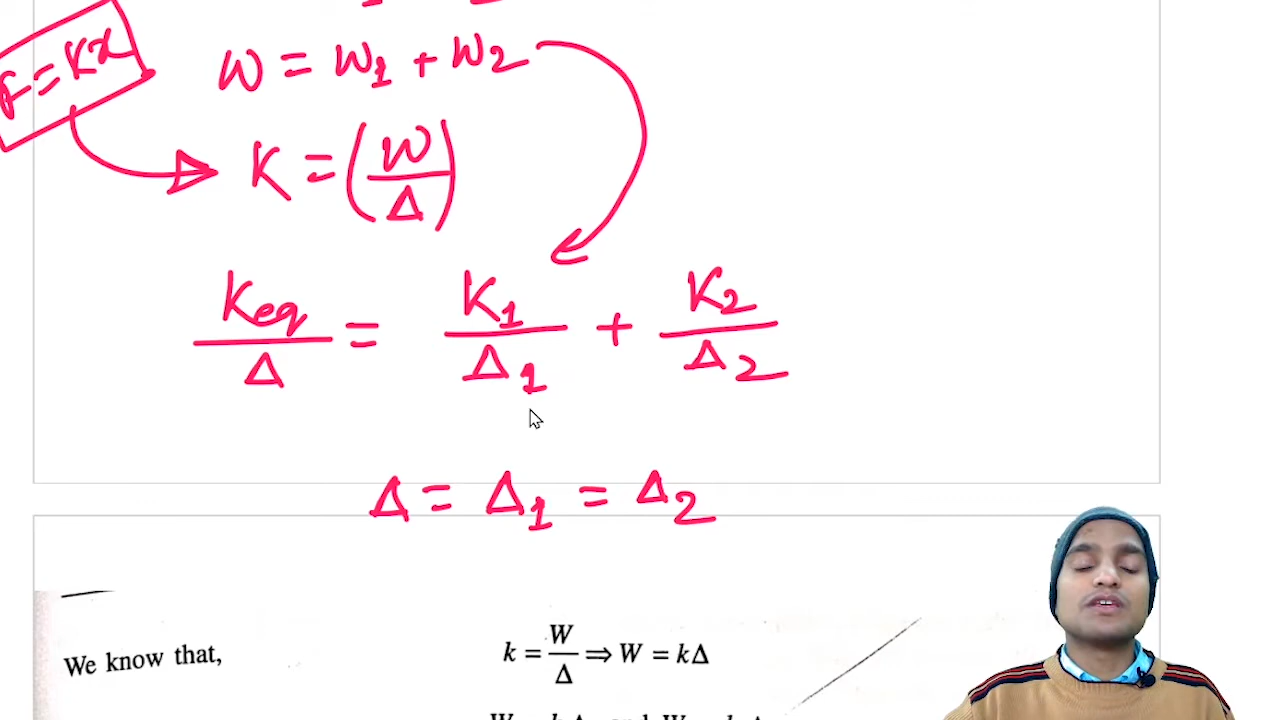 F=Kx
W = W1 + W2
K = (W/Δ)
Keq/Δ = K1/Δ1 + K2/Δ2
Δ = Δ1 = Δ2
We know that, k = W/Δ ⇒ W = kΔ